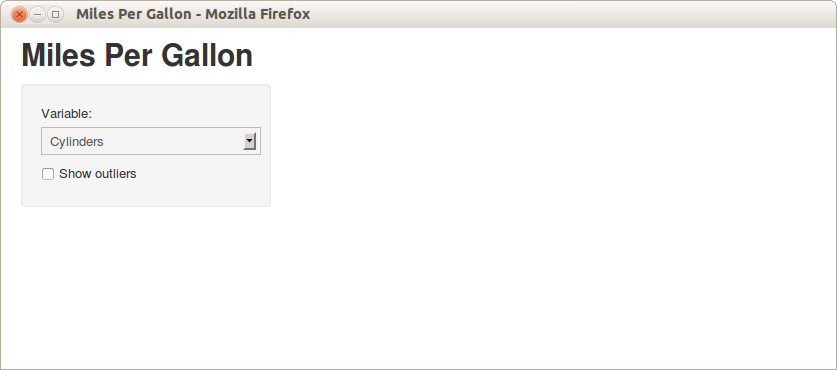 Miles Per Gallon - Mozilla Firefox
Miles Per Gallon
Variable:
Cylinders
Show outliers